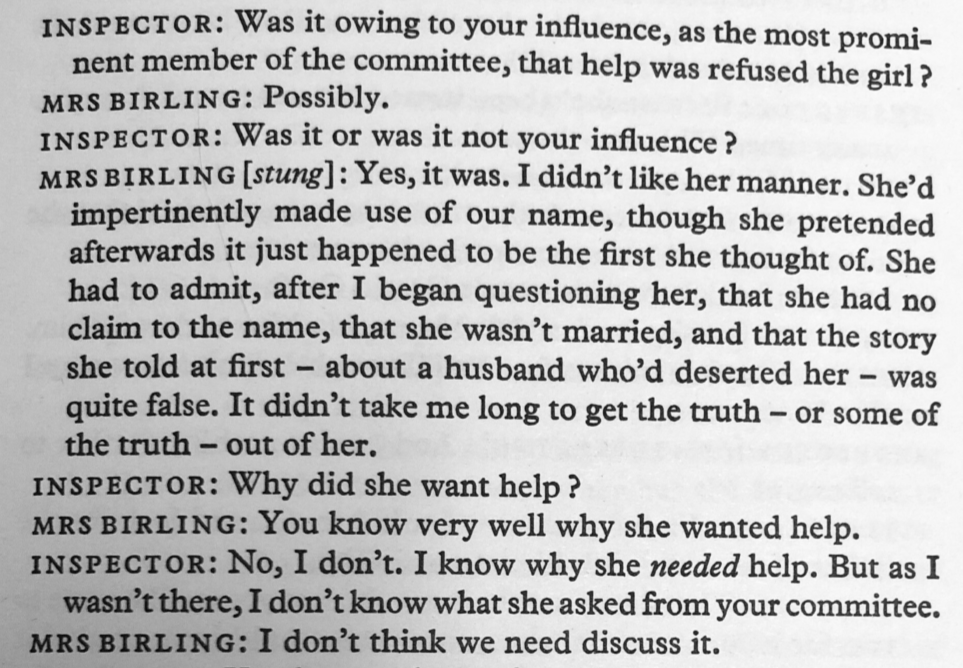 INSPECTOR: Was it owing to your influence, as the most promi-
nent member of the committee, that help was refused the girl?
MRS BIRLING: Possibly.
INSPECTOR: Was it or was it not your influence?
MRS BIRLING [stung]: Yes, it was. I didn't like her manner. She'd
impertinently made use of our name, though she pretended
afterwards it just happened to be the first she thought of. She
had to admit, after I began questioning her, that she had no
claim to the name, that she wasn't married, and that the story
she told at first – about a husband who'd deserted her – was
quite false. It didn't take me long to get the truth – or some of
the truth – out of her.
INSPECTOR: Why did she want help?
MRS BIRLING: You know very well why she wanted help.
INSPECTOR: No, I don't. I know why she needed help. But as I
wasn't there, I don't know what she asked from your committee.
MRS BIRLING: I don't think we need discuss it.